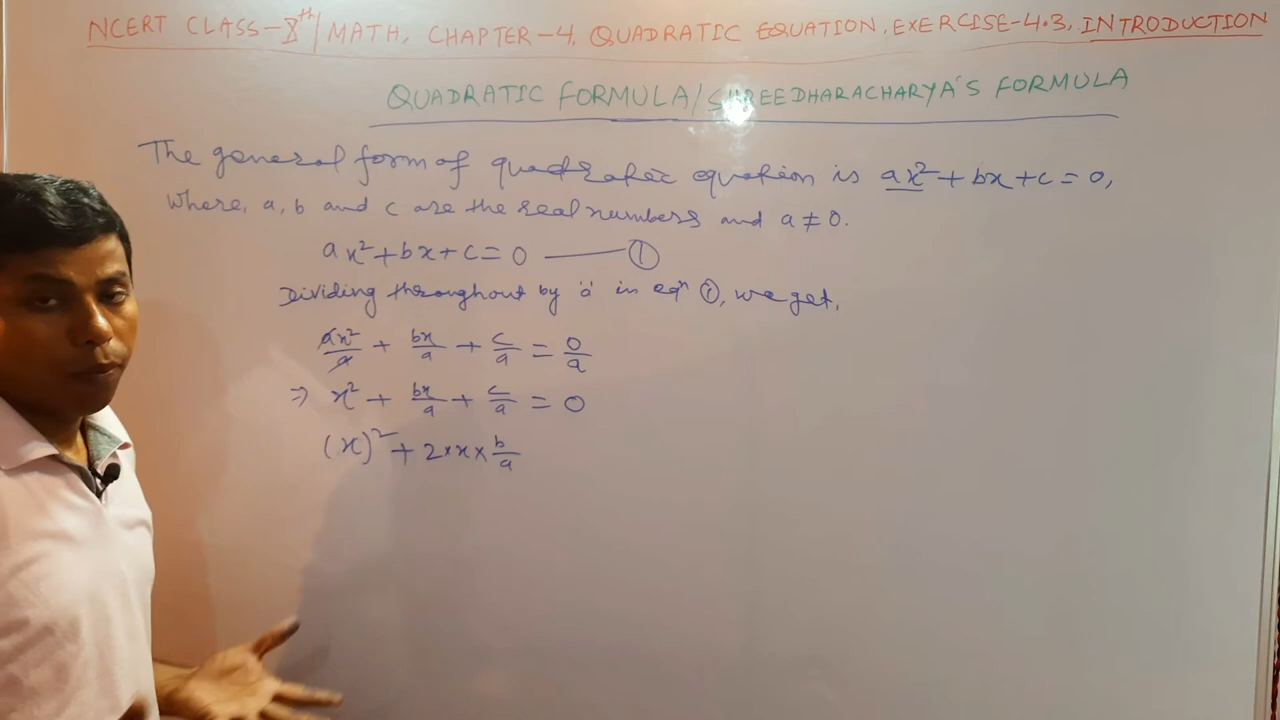 NCERT CLASS-Xth/MATH, CHAPTER-4, QUADRATIC EQUATION, EXERCISE-4.3, INTRODUCTION
QUADRATIC FORMULA/SHREEDHARACHARYA'S FORMULA
The general form of quadratic equation is ax²+bx+c=0,
where, a, b and c are the real numbers and a≠0.
ax²+bx+c=0 —— ①
Dividing throughout by 'a' in eqn ①, we get,
ax²/a + bx/a + c/a = 0/a
⇒ x² + bx/a + c/a = 0
(x)² + 2×x×b/a